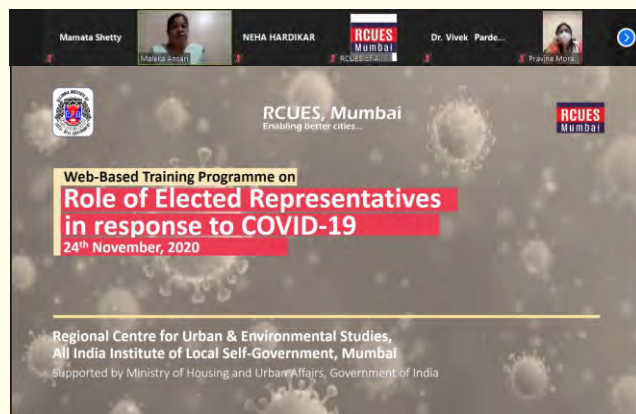 Mamata Shetty
Maleka Ansari
NEHA HARDIKAR
RCUES
Mumbai
RCUES of A
Dr. Vivek Parde...
Pravina Mora.
RCUES, Mumbai
Enabling better cities...
RCUES
Mumbai
Web-Based Training Programme on
Role of Elected Representatives
in response to COVID-19
24th November, 2020
Regional Centre for Urban & Environmental Studies,
All India Institute of Local Self-Government, Mumbai
Supported by Ministry of Housing and Urban Affairs, Government of India